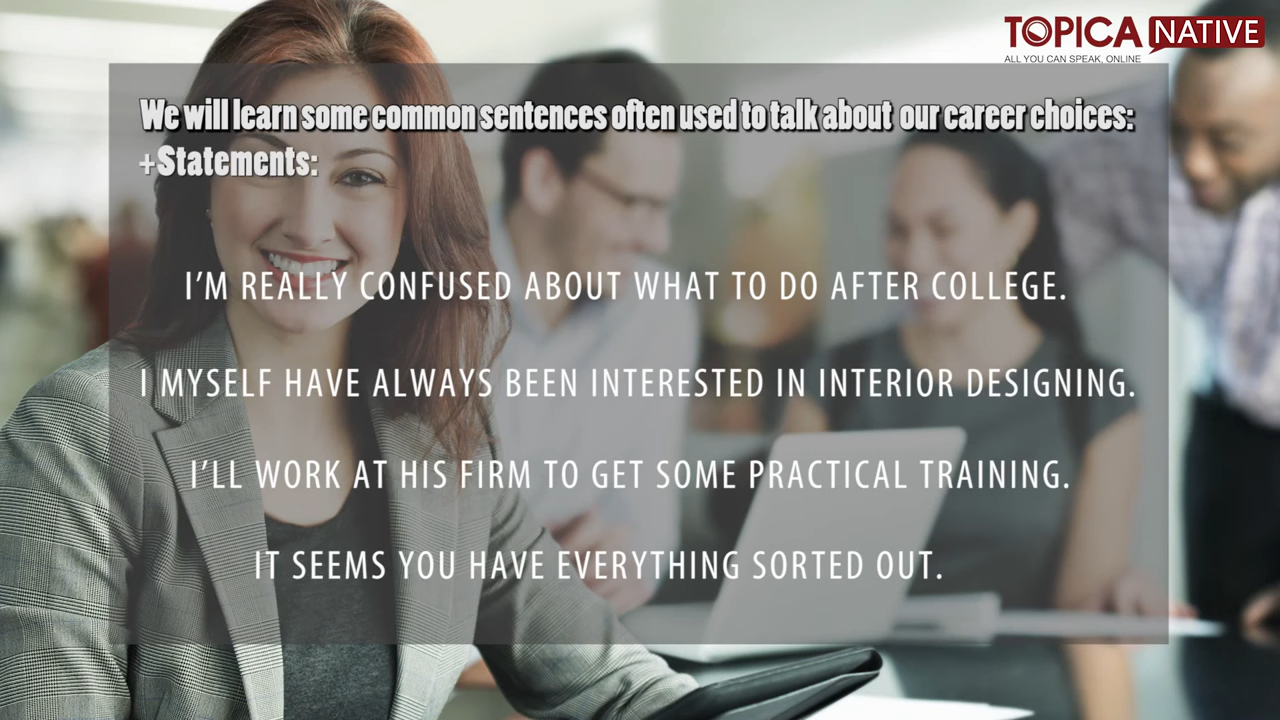 TOPICA NATIVE
ALL YOU CAN SPEAK, ONLINE
We will learn some common sentences often used to talk about our career choices:
+Statements:
I'M REALLY CONFUSED ABOUT WHAT TO DO AFTER COLLEGE.
I MYSELF HAVE ALWAYS BEEN INTERESTED IN INTERIOR DESIGNING.
I'LL WORK AT HIS FIRM TO GET SOME PRACTICAL TRAINING.
IT SEEMS YOU HAVE EVERYTHING SORTED OUT.